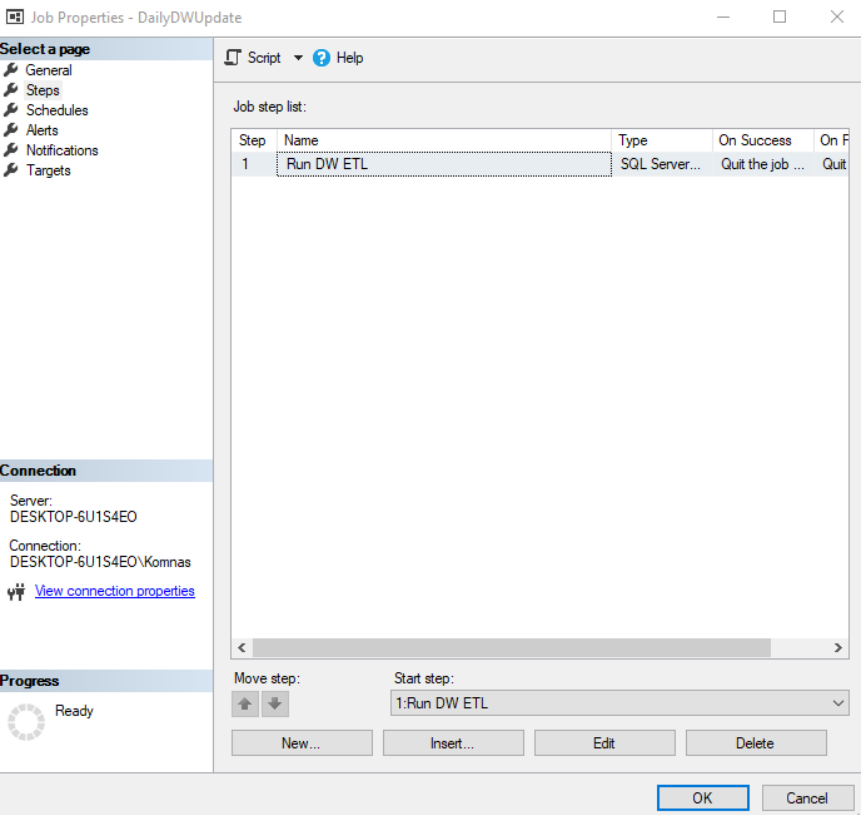 Job Properties - DailyDWUpdate
Select a page
General
Steps
Schedules
Alerts
Notifications
Targets
Script
Help
Job step list:
Step Name Type On Success On F
1 Run DW ETL SQL Server... Quit the job ... Quit
Connection
Server:
DESKTOP-6U1S4EO
Connection:
DESKTOP-6U1S4EO\Komnas
View connection properties
Progress
Ready
Move step: Start step:
1:Run DW ETL
New... Insert... Edit Delete
OK Cancel